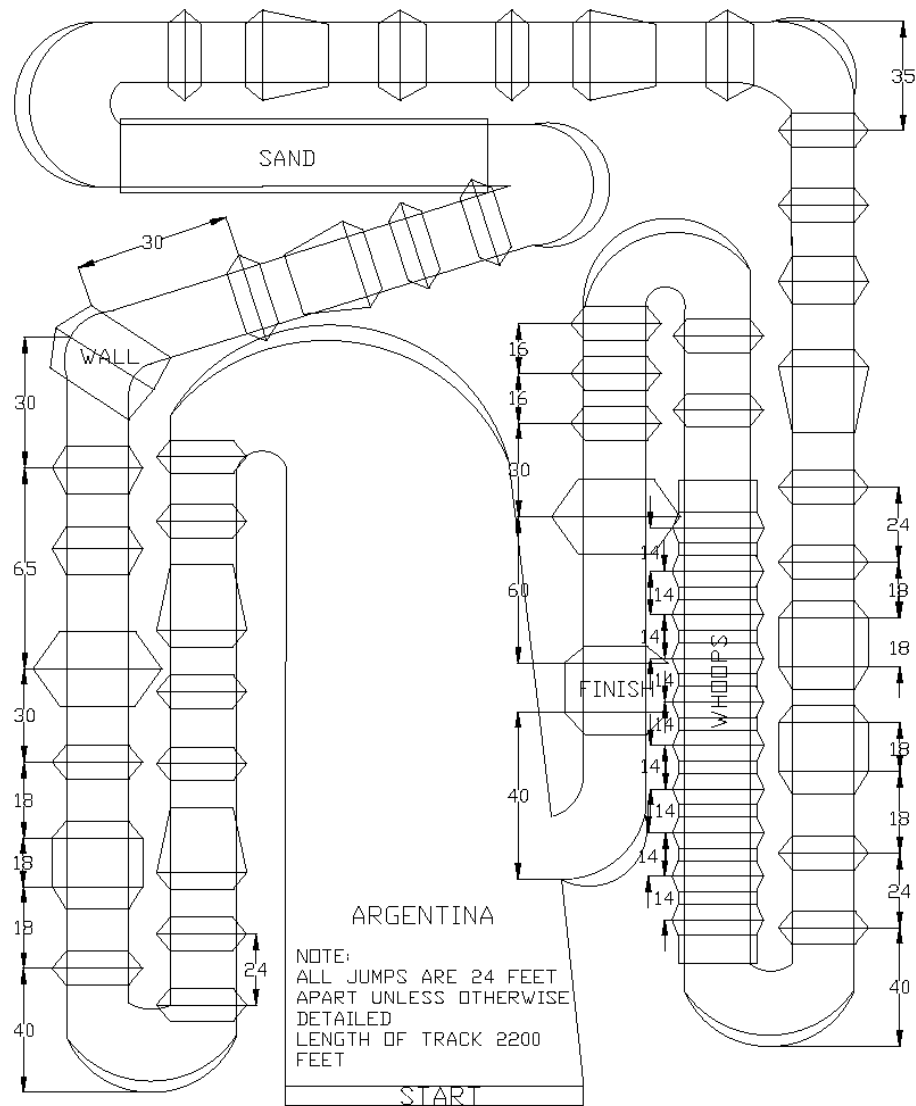 35
SAND
30
16
WALL
16
30
30
24
65
14
60
14
18
14
18
14
WHOOPS
FINISH
30
14
18
14
40
18
18
14
14
18
24
14
ARGENTINA
18
NOTE:
24
ALL JUMPS ARE 24 FEET
40
APART UNLESS OTHERWISE
DETAILED
40
LENGTH OF TRACK 2200
FEET
START